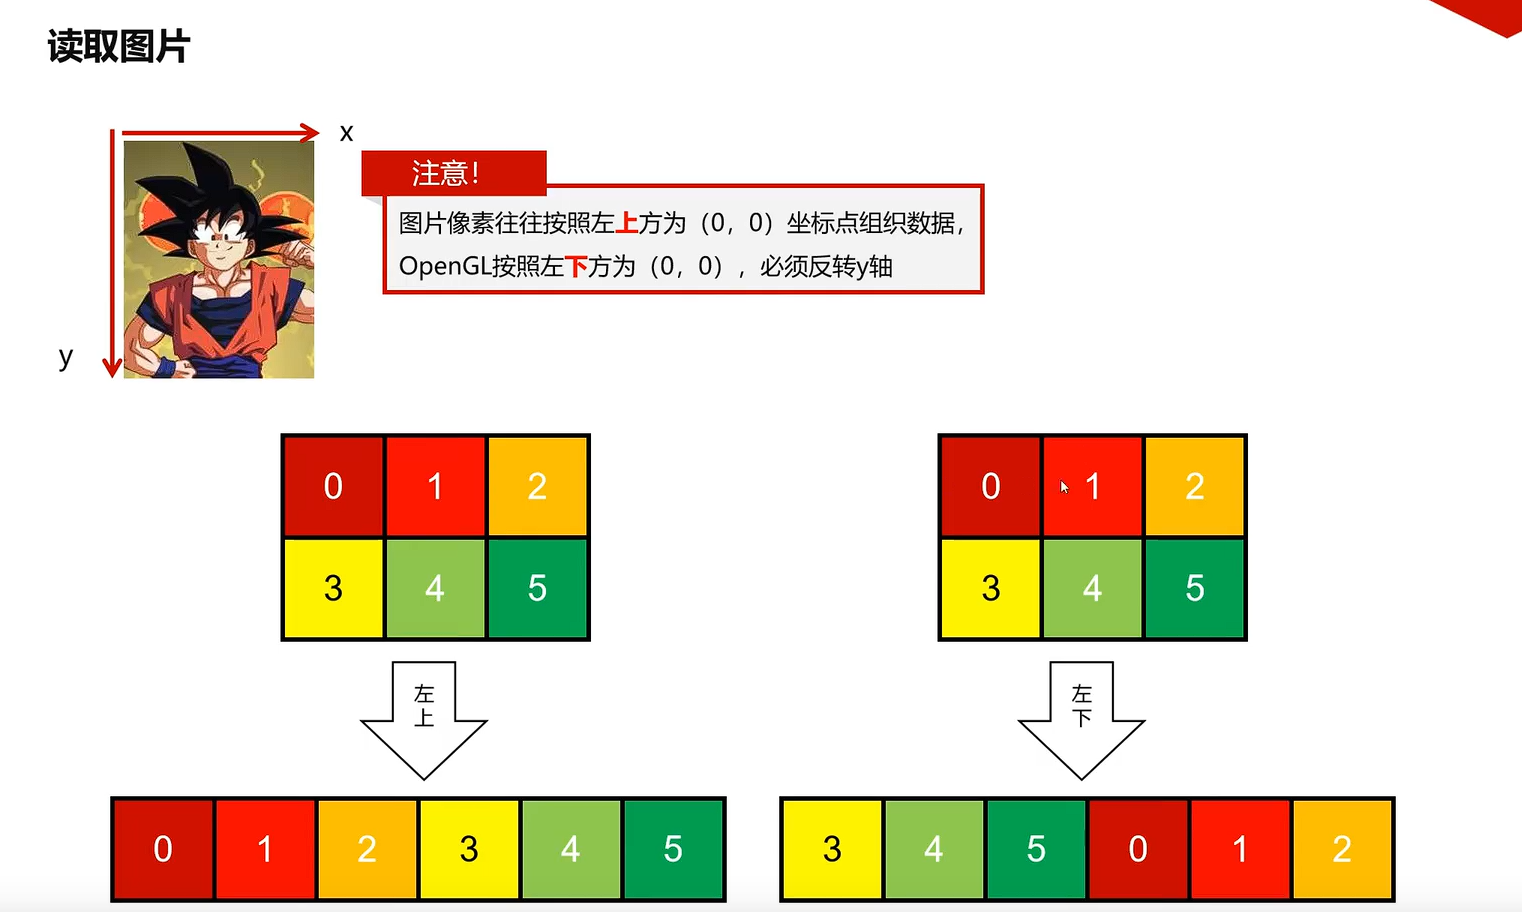 读取图片
x
注意！
图片像素往往按照左上方为（0，0）坐标点组织数据，
OpenGL按照左下方为（0，0），必须反转y轴
y
0 1 2
3 4 5
左
上
0 1 2 3 4 5
0 1 2
3 4 5
左
下
3 4 5 0 1 2